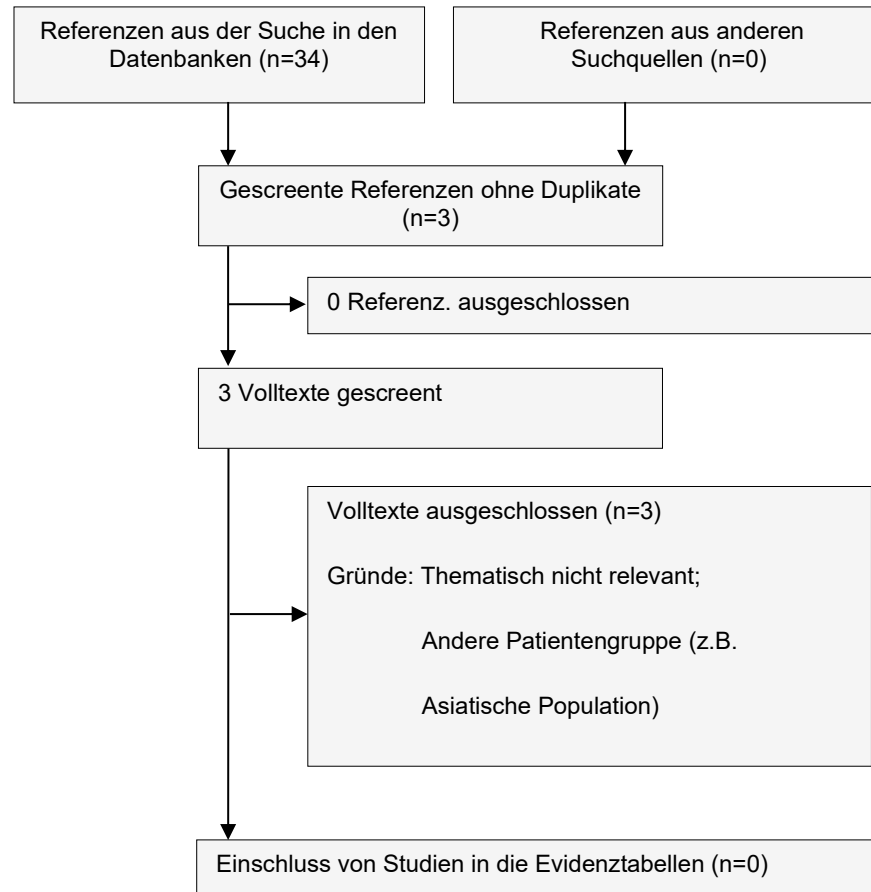 Referenzen aus der Suche in den
Datenbanken (n=34)
Referenzen aus anderen
Suchquellen (n=0)
Gescreente Referenzen ohne Duplikate
(n=3)
0 Referenz. ausgeschlossen
3 Volltexte gescreent
Volltexte ausgeschlossen (n=3)
Gründe: Thematisch nicht relevant;
Andere Patientengruppe (z.B.
Asiatische Population)
Einschluss von Studien in die Evidenztabellen (n=0)